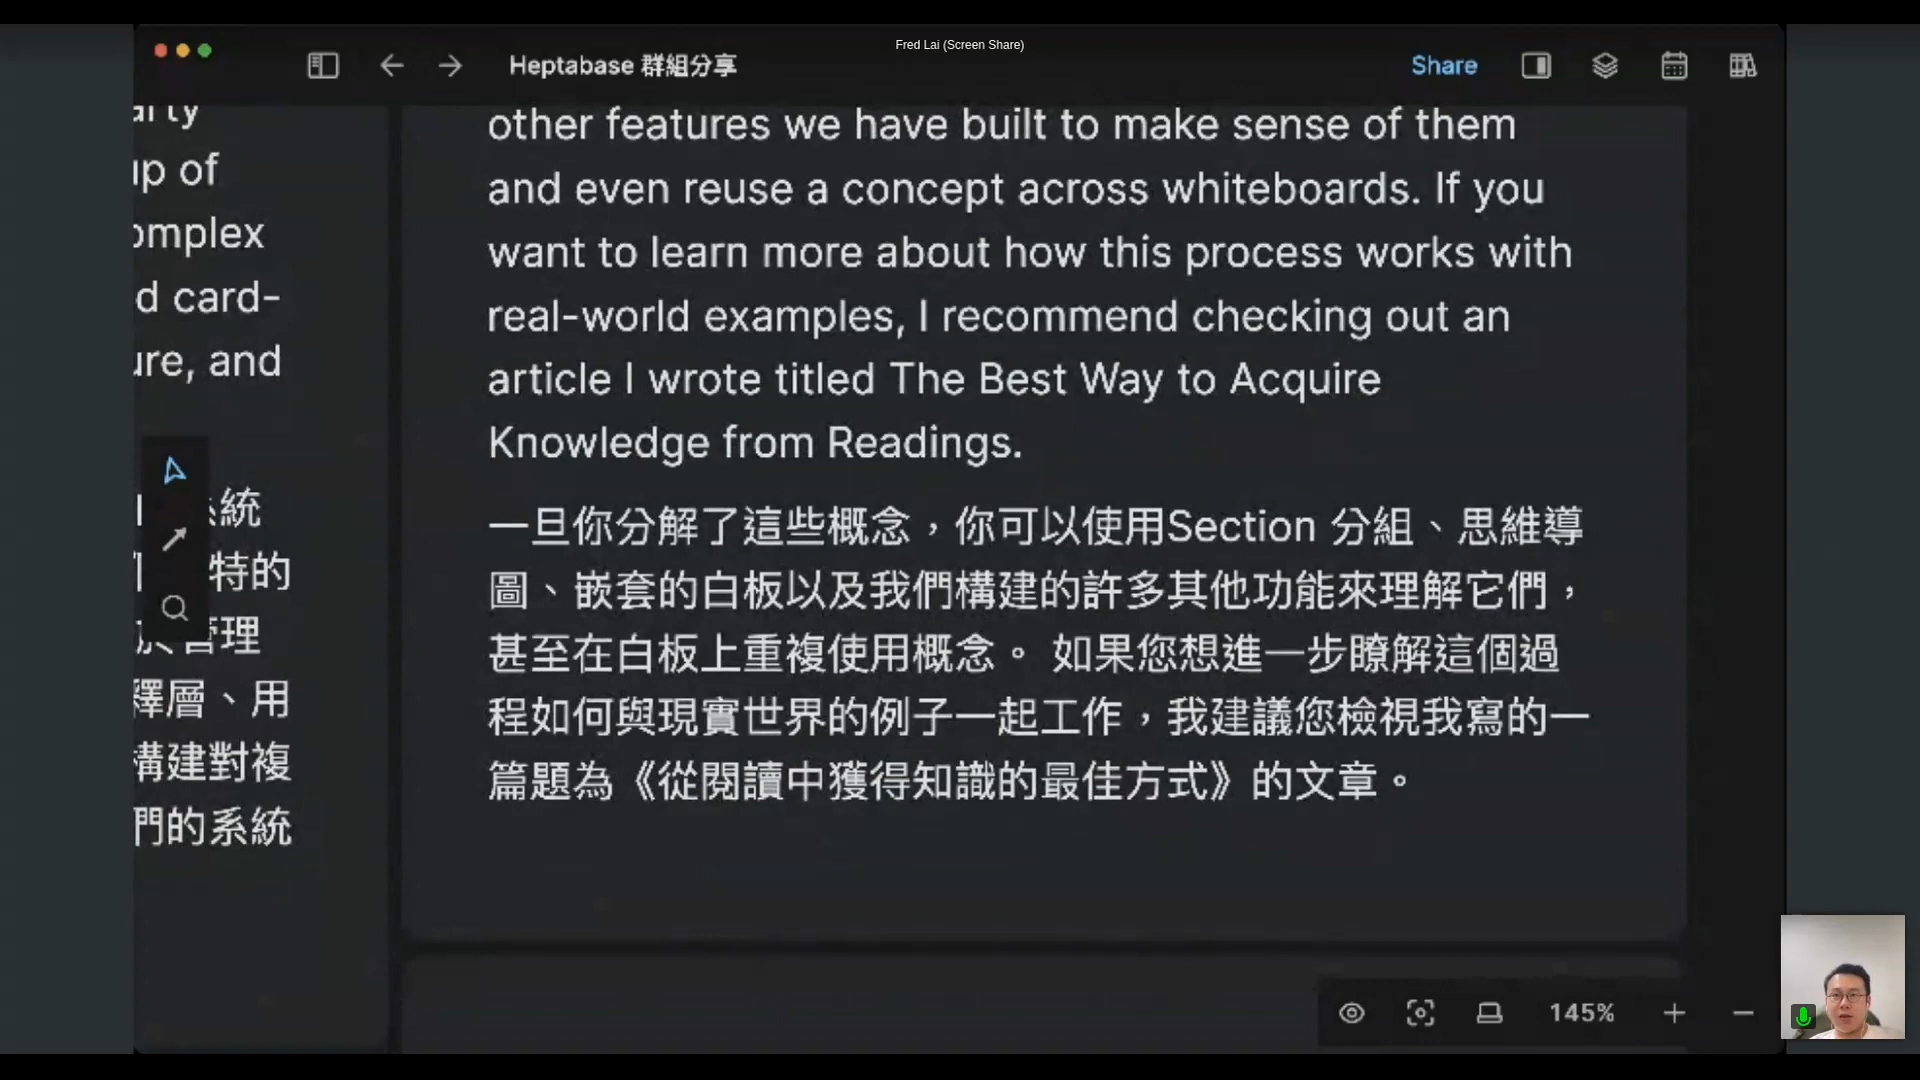 Fred Lai (Screen Share)
Heptabase 群組分享
Share
up of
complex
d card-
ure, and
系統
特的
於管理
釋層、用
構建對複
門的系統
other features we have built to make sense of them
and even reuse a concept across whiteboards. If you
want to learn more about how this process works with
real-world examples, I recommend checking out an
article I wrote titled The Best Way to Acquire
Knowledge from Readings.
一旦你分解了這些概念，你可以使用Section 分組、思維導
圖、嵌套的白板以及我們構建的許多其他功能來理解它們，
甚至在白板上重複使用概念。 如果您想進一步瞭解這個過
程如何與現實世界的例子一起工作，我建議您檢視我寫的一
篇題為《從閱讀中獲得知識的最佳方式》的文章。
145%